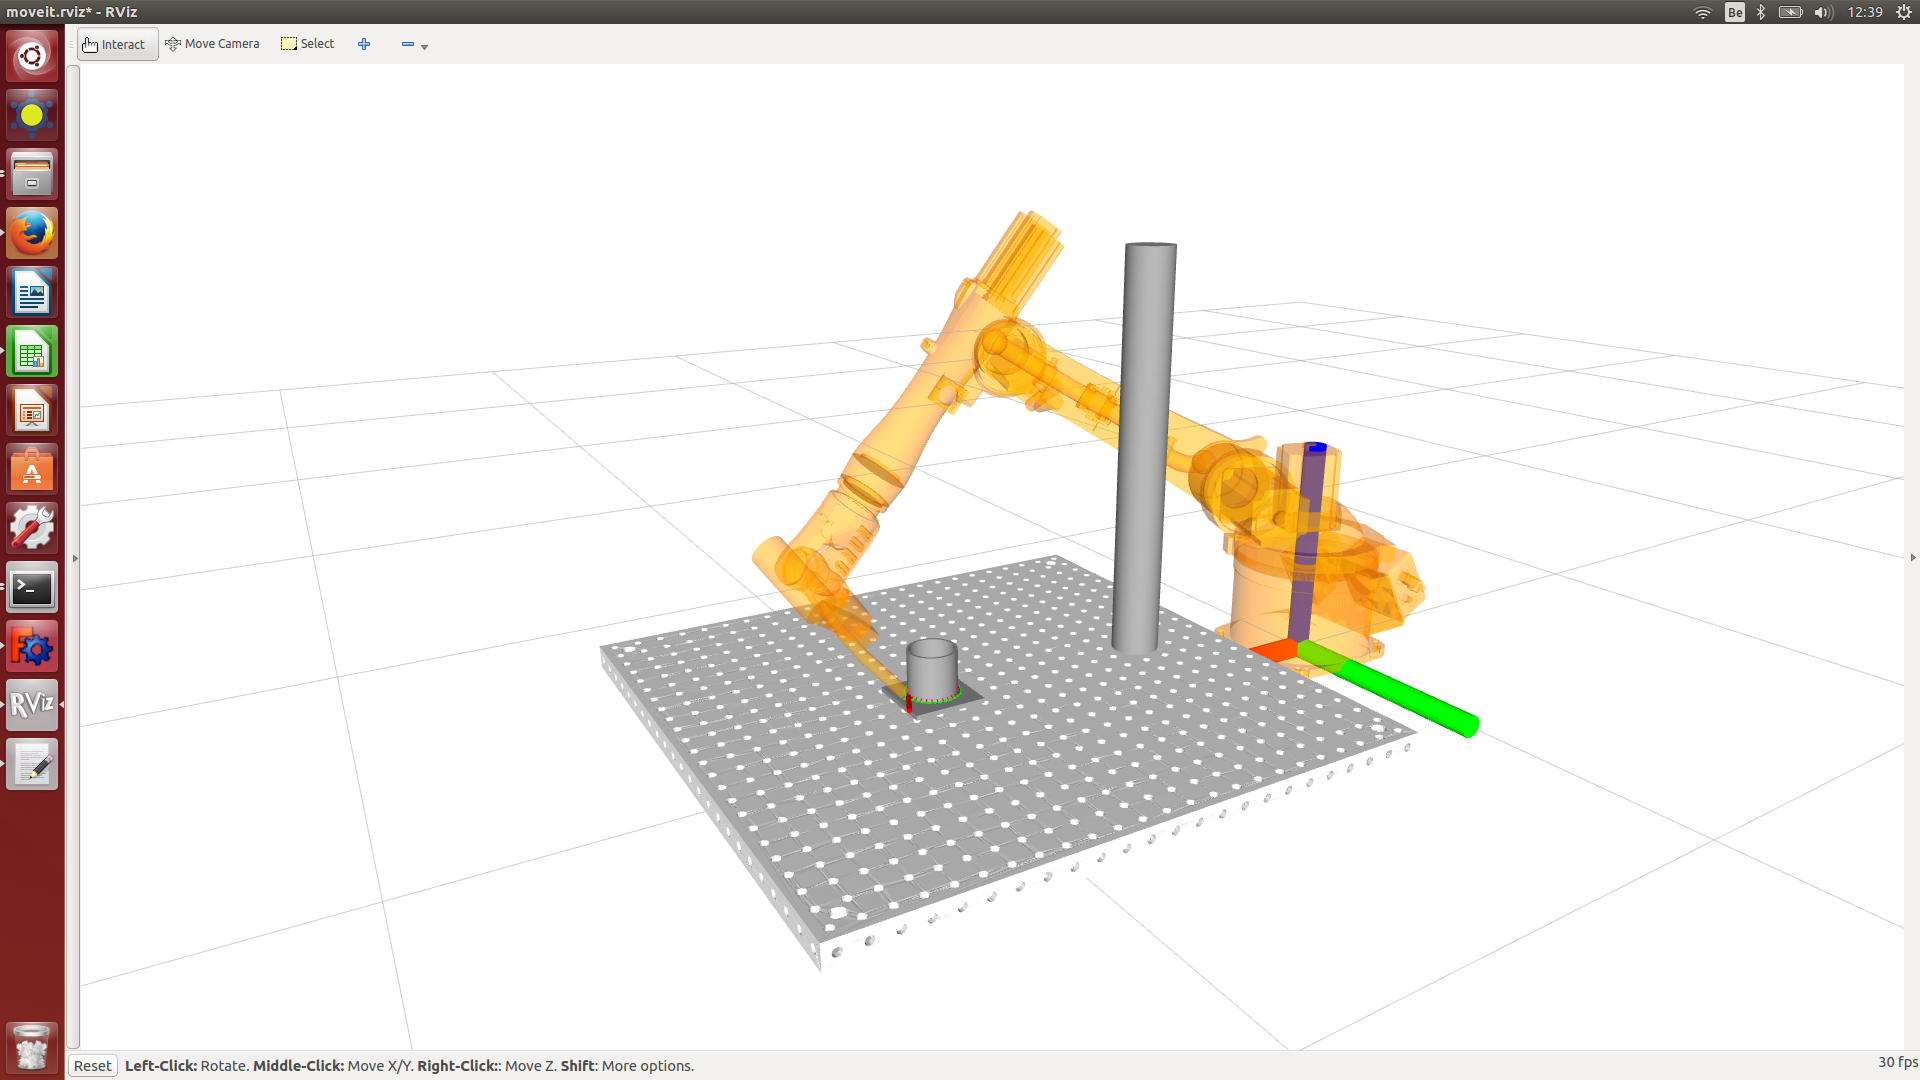 moveit.rviz* - RViz
Be
12:39
Interact
Move Camera
Select
RViz
Reset
Left-Click: Rotate. Middle-Click: Move X/Y. Right-Click:: Move Z. Shift: More options.
30 fps